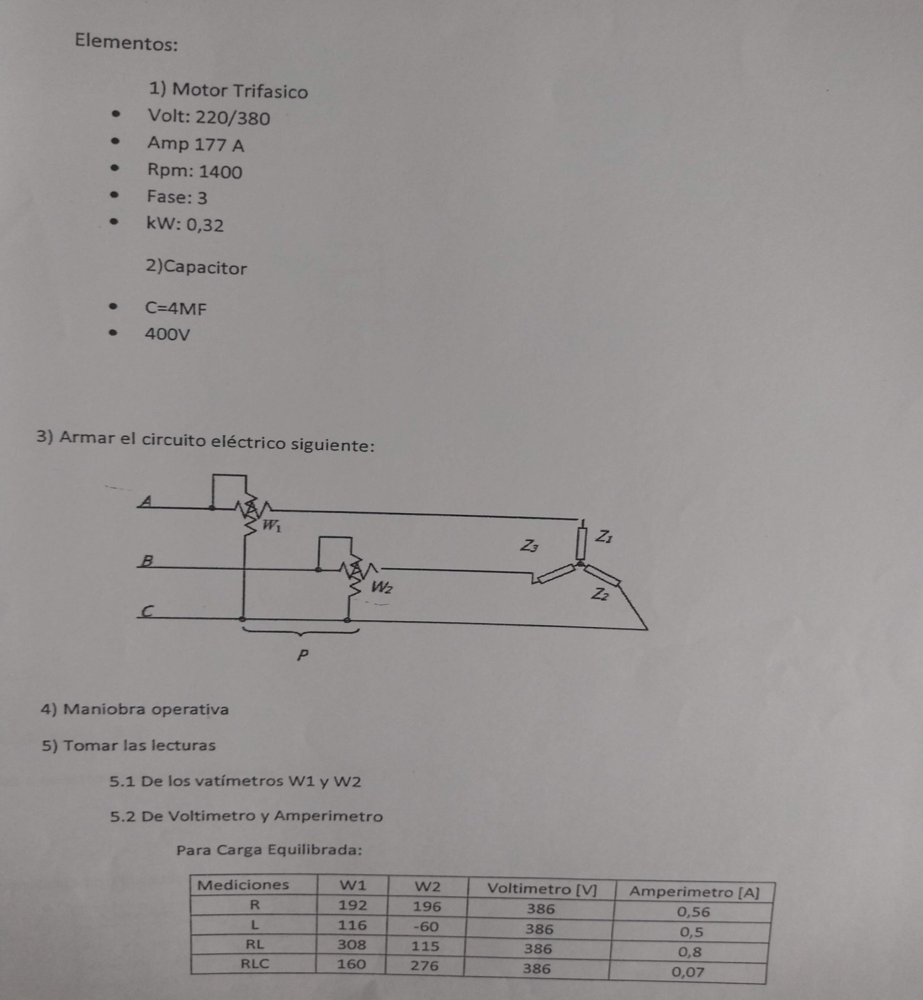 Elementos:
1) Motor Trifasico
• Volt: 220/380
• Amp 177 A
• Rpm: 1400
• Fase: 3
• kW: 0,32
2)Capacitor
• C=4MF
• 400V
3) Armar el circuito eléctrico siguiente:
A
W1
Z1
Z3
B
W2
Z2
C
P
4) Maniobra operativa
5) Tomar las lecturas
5.1 De los vatímetros W1 y W2
5.2 De Voltimetro y Amperimetro
Para Carga Equilibrada:
Mediciones W1 W2 Voltimetro [V] Amperimetro [A]
R 192 196 386 0,56
L 116 -60 386 0,5
RL 308 115 386 0,8
RLC 160 276 386 0,07